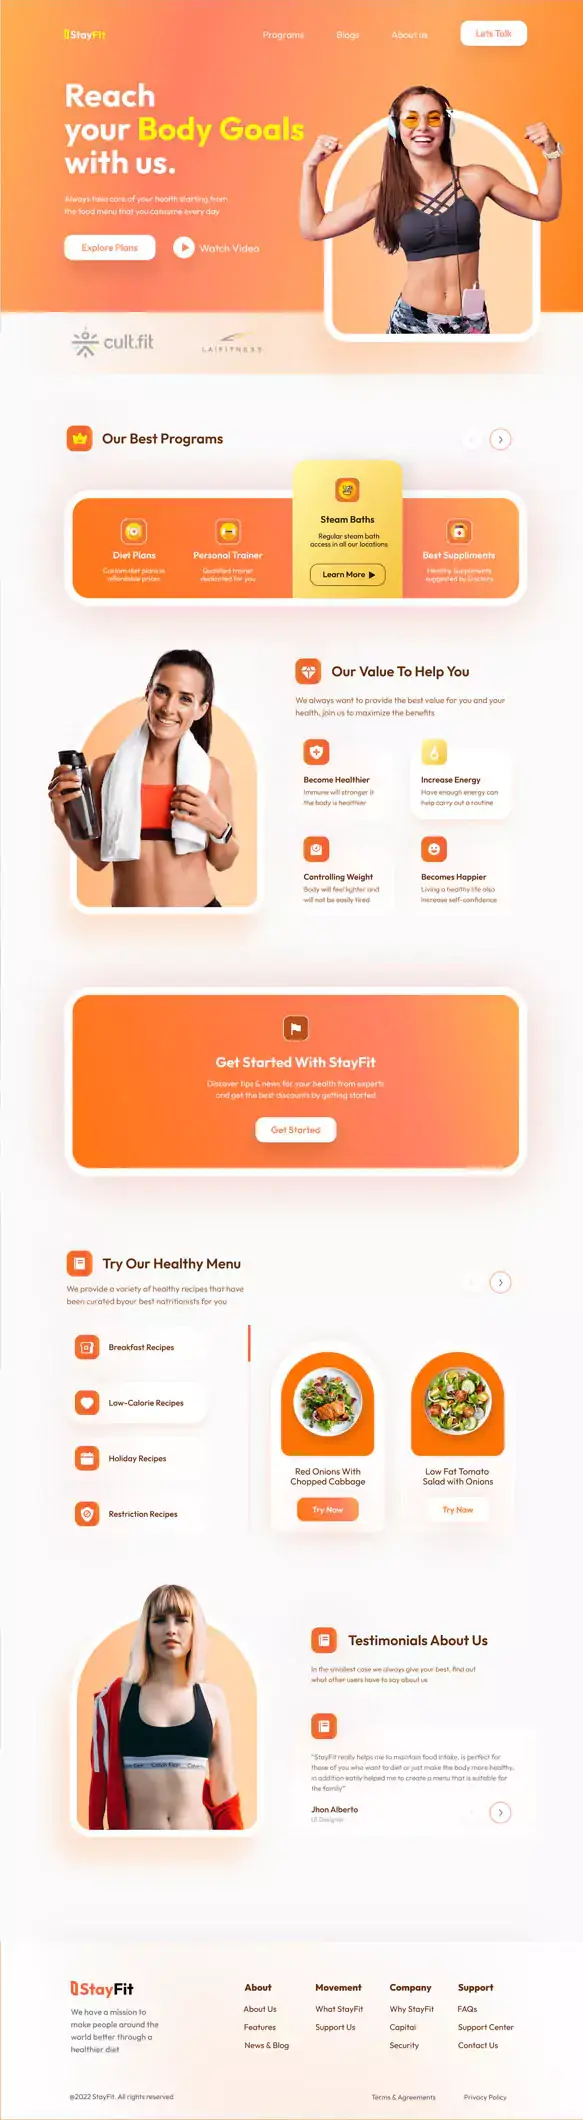 StayFit
Programs
Blogs
About us
Lets Talk
Reach
your Body Goals
with us.
Always take care of your health starting from
the food menu that you consume every day
Explore Plans
Watch Video
cult.fit
LA FITNESS
Our Best Programs
Diet Plans
Custom diet plans in
affordable prices
Personal Trainer
Qualified trainer
dedicated for you
Steam Baths
Regular steam bath
access in all our locations
Learn More
Best Suppliments
Healthy Suppliments
suggested by Doctors
Our Value To Help You
We always want to provide the best value for you and your
health, join us to maximize the benefits
Become Healthier
Immune will stronger it
the body is healthier
Increase Energy
Have enough energy can
help carry out a routine
Controlling Weight
Body will feel lighter and
will not be easily tired
Becomes Happier
Living a healthy life also
increase self-confidence
Get Started With StayFit
Discover tips & news for your health from experts
and get the best discounts by getting started
Get Started
Try Our Healthy Menu
We provide a variety of healthy recipes that have
been curated byour best natritionists for you
Breakfast Recipes
Low-Calorie Recipes
Holiday Recipes
Restriction Recipes
Red Onions With
Chopped Cabbage
Try Now
Low Fat Tomato
Salad with Onions
Try Now
Testimonials About Us
In the smallest case we always give your best, find out
what other users have to say about us
"StayFit really helps me to maintain food intake, is perfect for
those of you who want to diet or just make the body more healthy,
in addition eatily helped me to create a menu that is suitable for
the family"
Jhon Alberto
UI Designer
StayFit
We have a mission to
make people around the
world better through a
healthier diet
About
About Us
Features
News & Blog
Movement
What StayFit
Support Us
Company
Why StayFit
Capital
Security
Support
FAQs
Support Center
Contact Us
©2022 StayFit. All rights reserved
Terms & Agreements
Privacy Policy